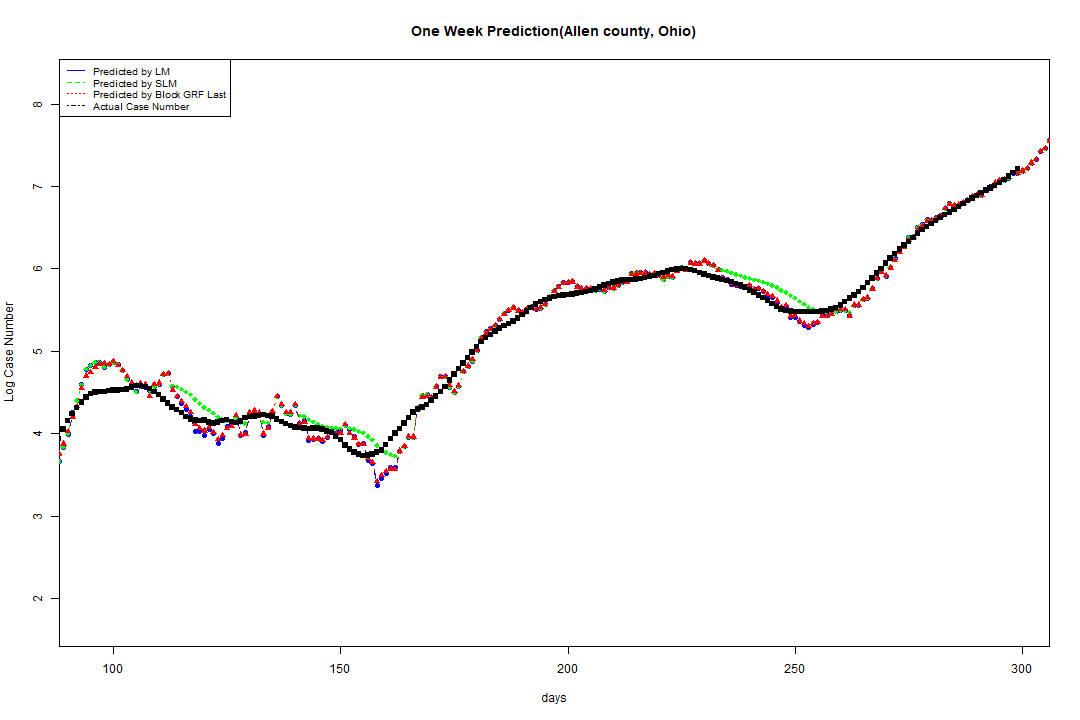 One Week Prediction(Allen county, Ohio)
Predicted by LM
Predicted by SLM
Predicted by Block GRF Last
Actual Case Number
8
7
6
5
4
3
2
Log Case Number
100 150 200 250 300
days